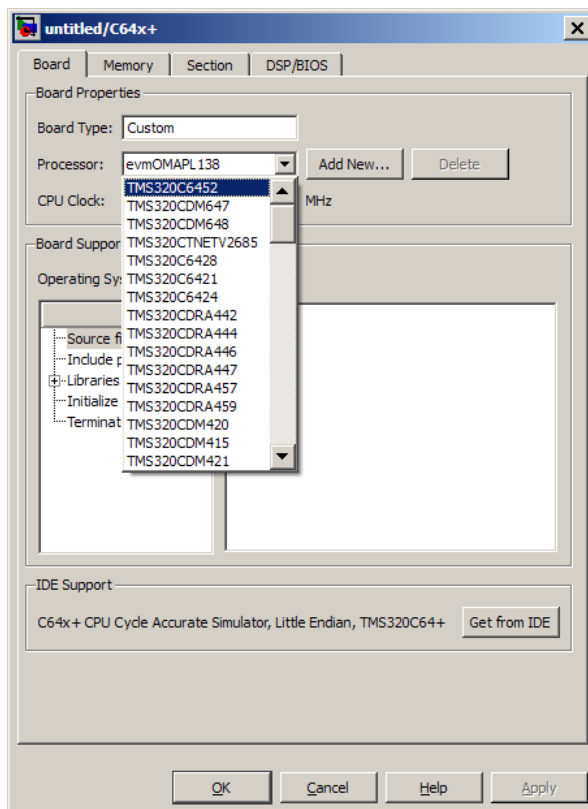 untitled/C64x+
Board Memory Section DSP/BIOS
Board Properties
Board Type: Custom
Processor: evmOMAPL138 Add New... Delete
CPU Clock: MHz
TMS320C6452
TMS320CDM647
TMS320CDM648
TMS320CTNETV2685
TMS320C6428
TMS320C6421
TMS320C6424
TMS320CDRA442
TMS320CDRA444
TMS320CDRA446
TMS320CDRA447
TMS320CDRA457
TMS320CDRA459
TMS320CDM420
TMS320CDM415
TMS320CDM421
Board Suppor
Operating Sy
Source fi
Include p
Libraries
Initialize
Terminat
IDE Support
C64x+ CPU Cycle Accurate Simulator, Little Endian, TMS320C64+ Get from IDE
OK Cancel Help Apply